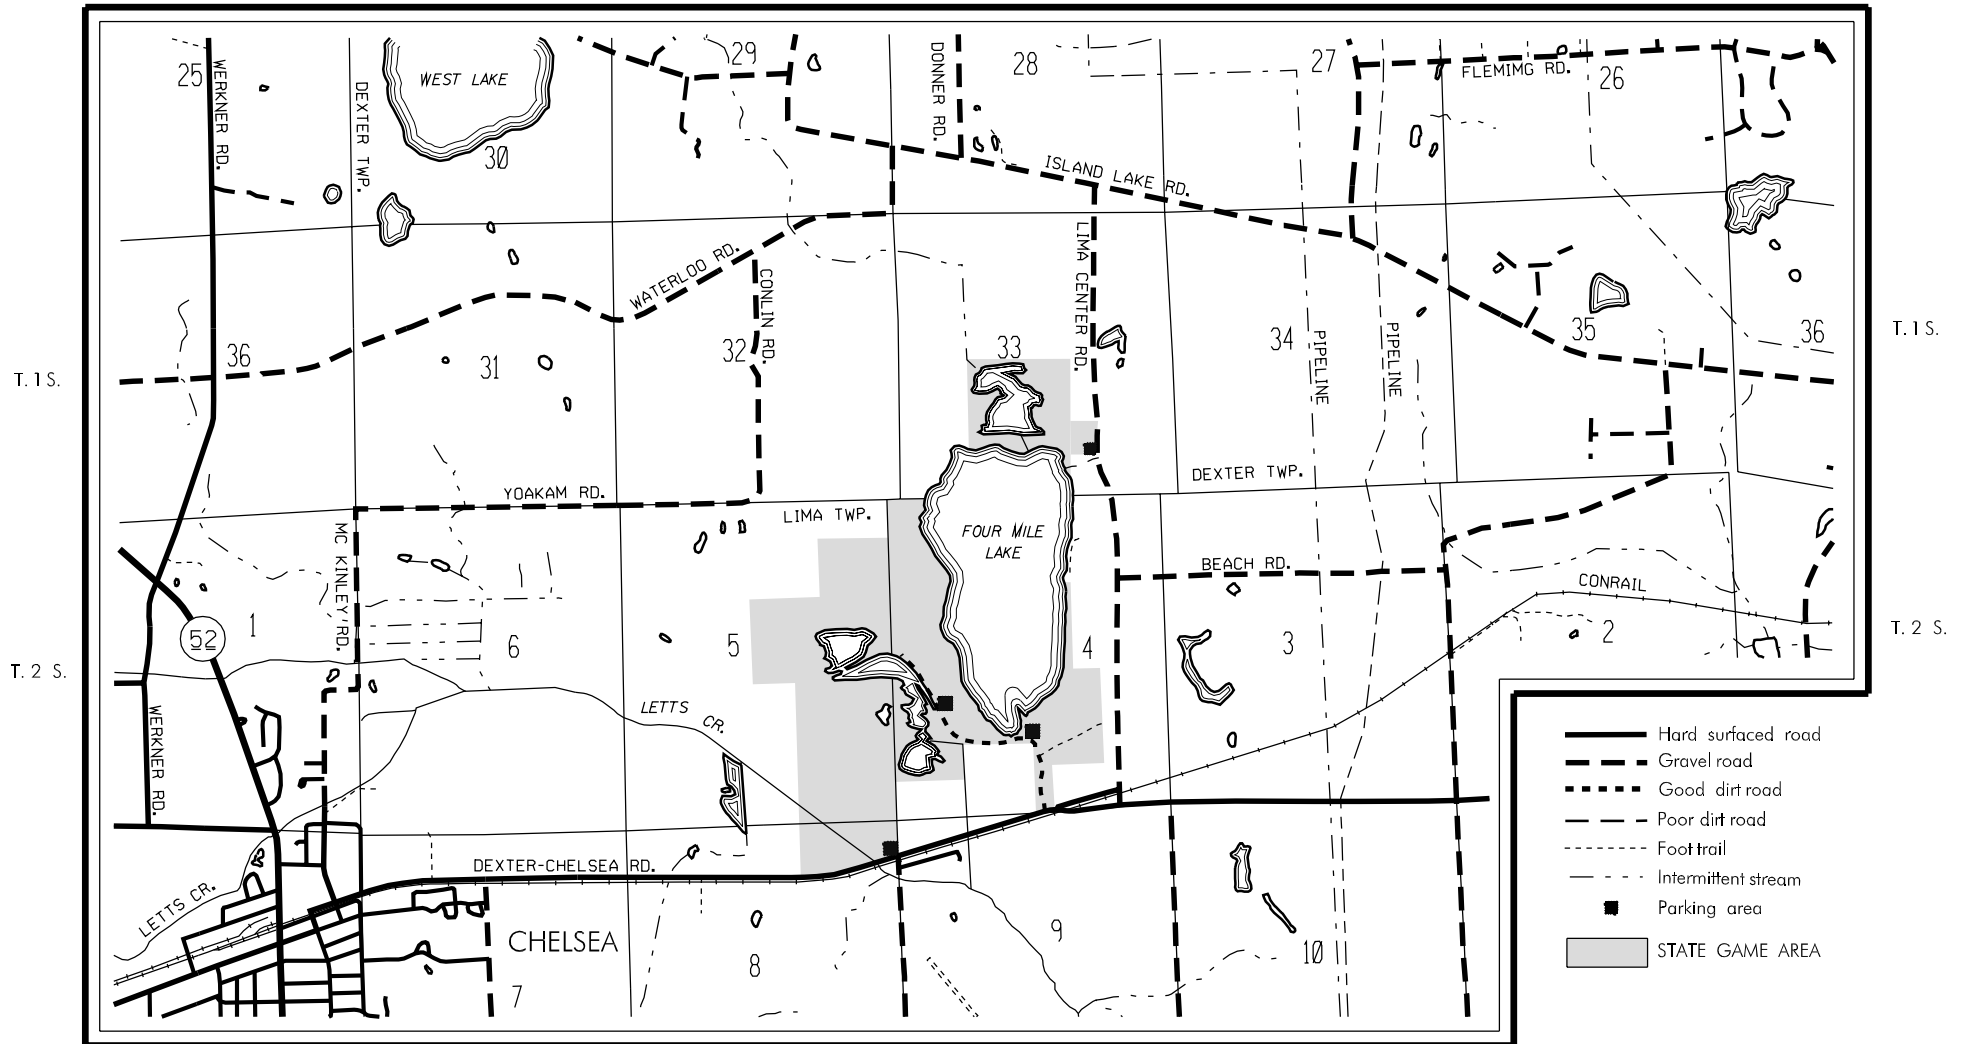 25
WERKNER RD.
DEXTER TWP.
WEST LAKE
30
29
DONNER RD.
28
27
FLEMIMG RD.
26
ISLAND LAKE RD.
LIMA CENTER RD.
WATERLOO RD.
CONLIN RD.
T. 1 S.
36
31
32
33
34
PIPELINE
PIPELINE
35
36
T. 1 S.
YOAKAM RD.
LIMA TWP.
DEXTER TWP.
MC KINLEY RD.
FOUR MILE
LAKE
BEACH RD.
CONRAIL
T. 2 S.
52
1
6
5
4
3
2
T. 2 S.
WERKNER RD.
LETTS CR.
DEXTER-CHELSEA RD.
LETTS CR.
CHELSEA
7
8
9
10
Hard surfaced road
Gravel road
Good dirt road
Poor dirt road
Foot trail
Intermittent stream
Parking area
STATE GAME AREA